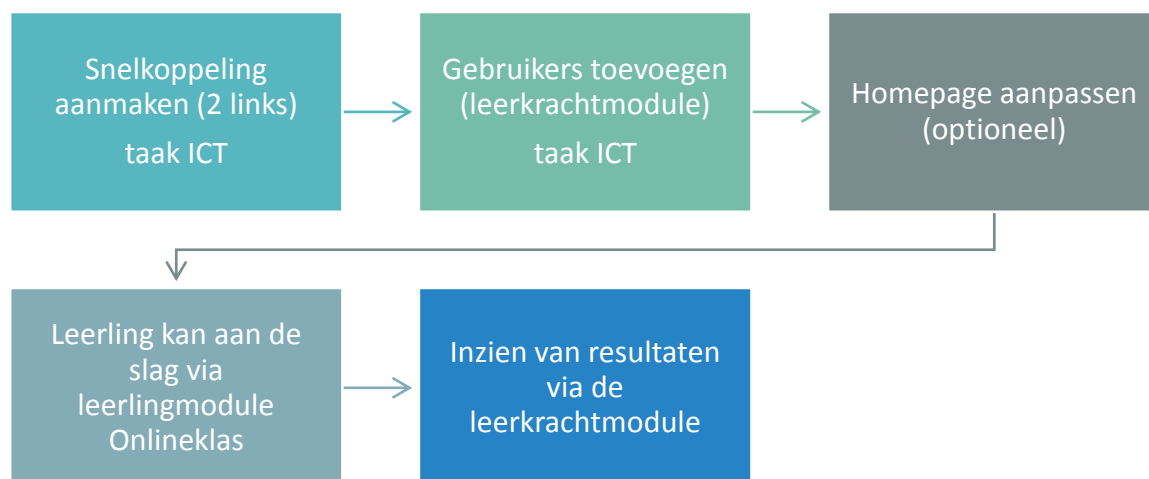 Snelkoppeling
aanmaken (2 links)
taak ICT
Gebruikers toevoegen
(leerkrachtmodule)
taak ICT
Homepage aanpassen
(optioneel)
Leerling kan aan de
slag via
leerlingmodule
Onlineklas
Inzien van resultaten
via de
leerkrachtmodule